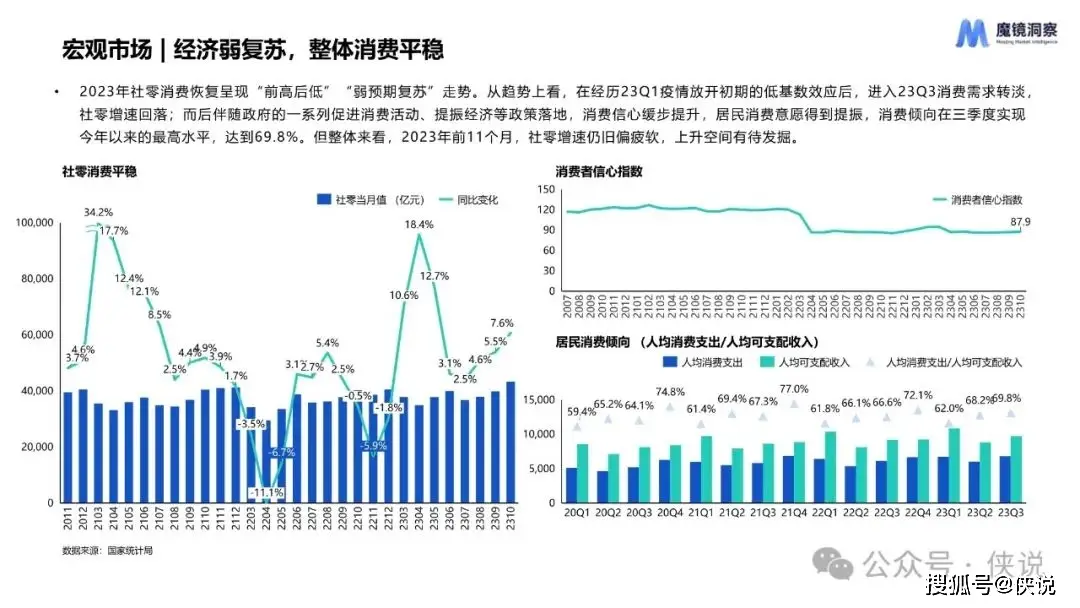 宏观市场 | 经济弱复苏，整体消费平稳
魔镜洞察
Moojing Market Intelligence
• 2023年社零消费恢复呈现“前高后低”“弱预期复苏”走势。从趋势上看，在经历23Q1疫情放开初期的低基数效应后，进入23Q3消费需求转淡，
社零增速回落；而后伴随政府的一系列促进消费活动、提振经济等政策落地，消费信心缓步提升，居民消费意愿得到提振，消费倾向在三季度实现
今年以来的最高水平，达到69.8%。但整体来看，2023年前11个月，社零增速仍旧偏疲软，上升空间有待发掘。
社零消费平稳
社零当月值 （亿元） 同比变化
100,000
80,000
60,000
40,000
20,000
0
3.7%
4.6%
34.2%
17.7%
12.4%
12.1%
8.5%
2.5%
4.4%
4.9%
3.9%
1.7%
-3.5%
-11.1%
-6.7%
3.1%
2.7%
5.4%
2.5%
-0.5%
-5.9%
-1.8%
10.6%
18.4%
12.7%
3.1%
2.5%
4.6%
5.5%
7.6%
2011 2012 2103 2104 2105 2106 2107 2108 2109 2110 2111 2112 2203 2204 2205 2206 2207 2208 2209 2210 2211 2212 2303 2304 2305 2306 2307 2308 2309 2310
数据来源：国家统计局
消费者信心指数
消费者信心指数
150
120
90
60
30
0
87.9
2007 2008 2009 2010 2011 2012 2101 2102 2103 2104 2105 2106 2107 2108 2109 2110 2111 2112 2201 2202 2203 2204 2205 2206 2207 2208 2209 2210 2211 2212 2301 2302 2303 2304 2305 2306 2307 2308 2309 2310
居民消费倾向 （人均消费支出/人均可支配收入）
人均消费支出 人均可支配收入 人均消费支出/人均可支配收入
15,000
10,000
5,000
0
59.4% 65.2% 64.1% 74.8% 61.4% 69.4% 67.3% 77.0% 61.8% 66.1% 66.6% 72.1% 62.0% 68.2% 69.8%
20Q1 20Q2 20Q3 20Q4 21Q1 21Q2 21Q3 21Q4 22Q1 22Q2 22Q3 22Q4 23Q1 23Q2 23Q3
公众号 · 侠说
搜狐号@侠说